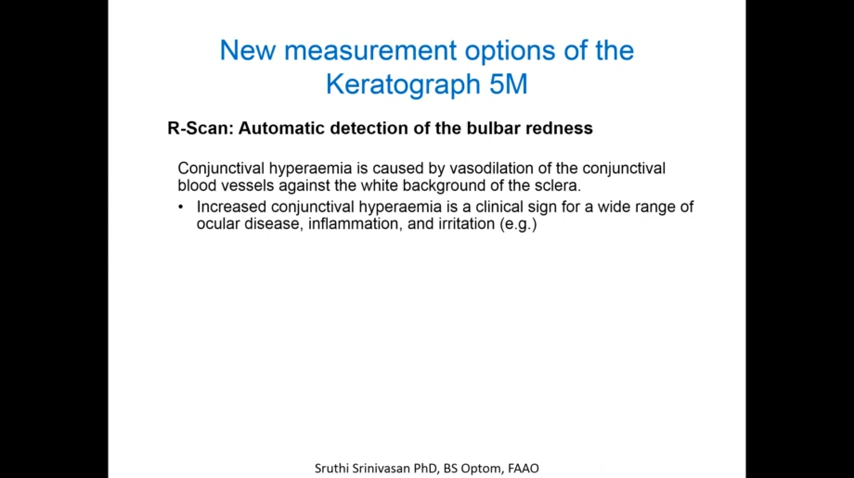 New measurement options of the
Keratograph 5M
R-Scan: Automatic detection of the bulbar redness
Conjunctival hyperaemia is caused by vasodilation of the conjunctival
blood vessels against the white background of the sclera.
• Increased conjunctival hyperaemia is a clinical sign for a wide range of
ocular disease, inflammation, and irritation (e.g.)
Sruthi Srinivasan PhD, BS Optom, FAAO